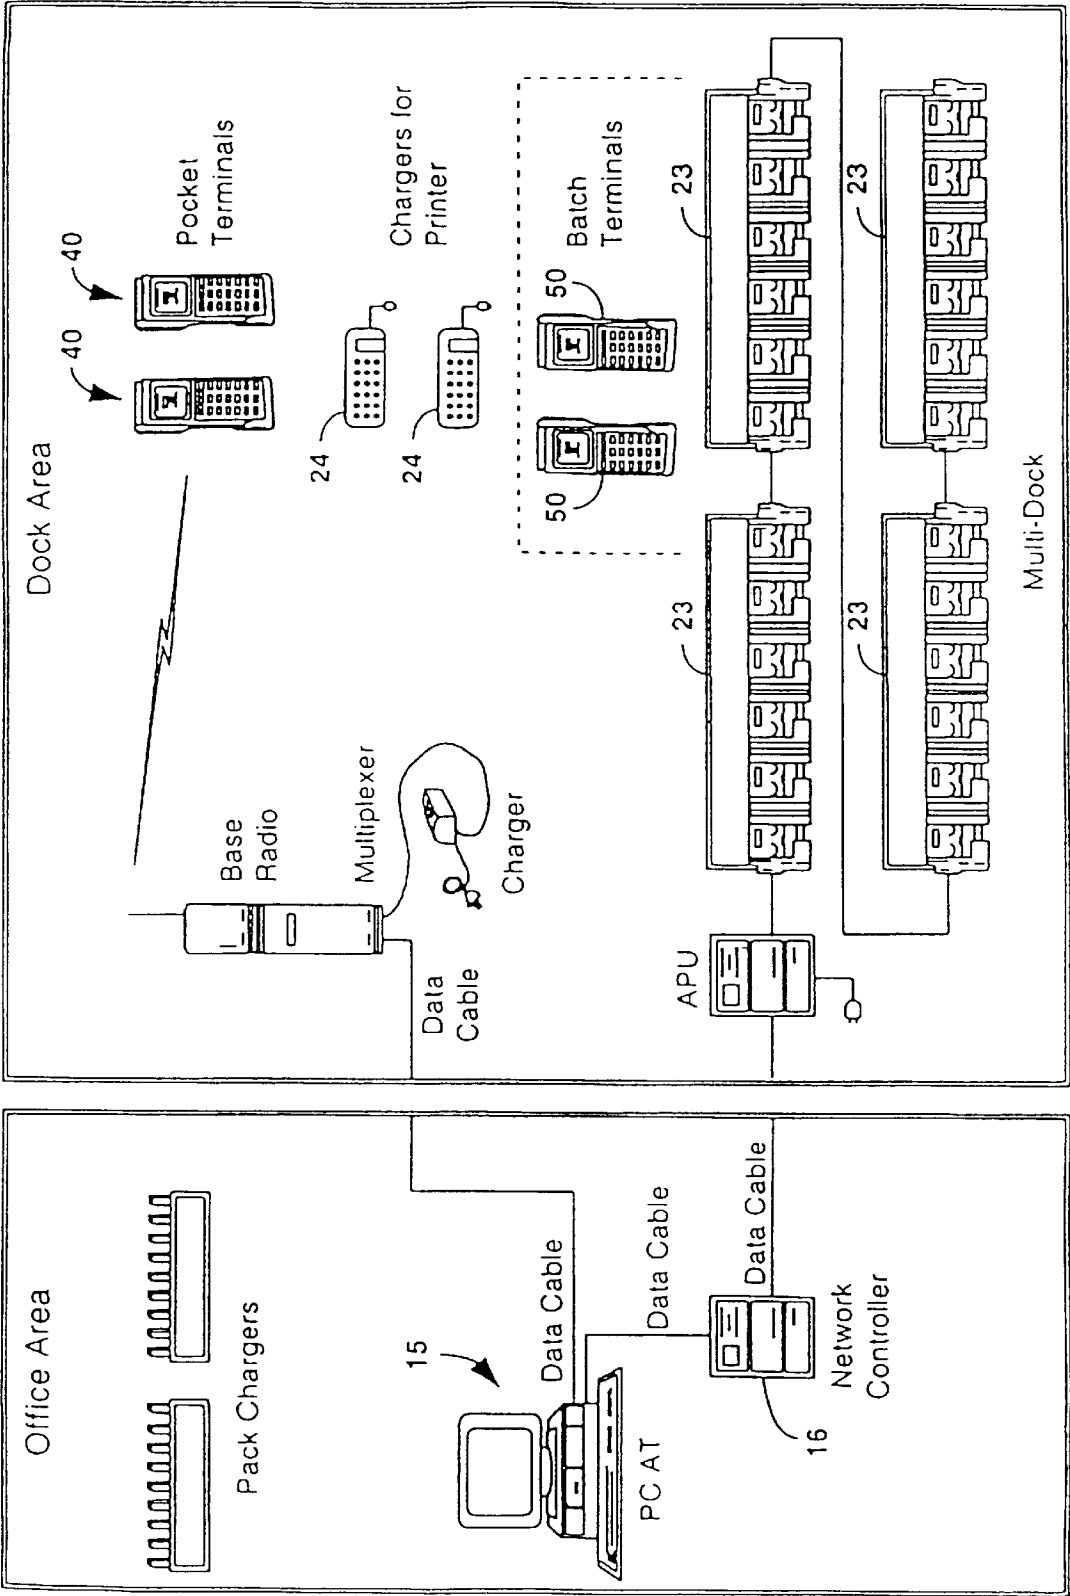 Office Area
Pack Chargers
15
Data Cable
PC AT
Data Cable
Data Cable
Network
Controller
16
Dock Area
Base
Radio
Multiplexer
Charger
Data
Cable
40
40
Pocket
Terminals
24
24
Chargers for
Printer
50
50
Batch
Terminals
APU
23
23
23
23
Multi-Dock